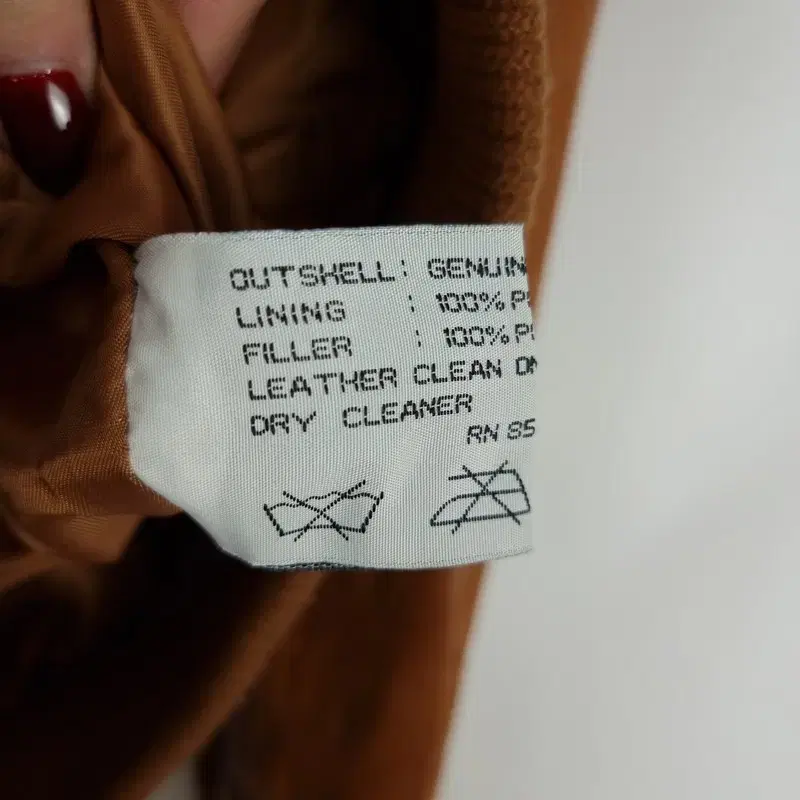 OUTSHELL: GENUIN
LINING : 100% P
FILLER : 100% P
LEATHER CLEAN ON
DRY CLEANER
RN 85